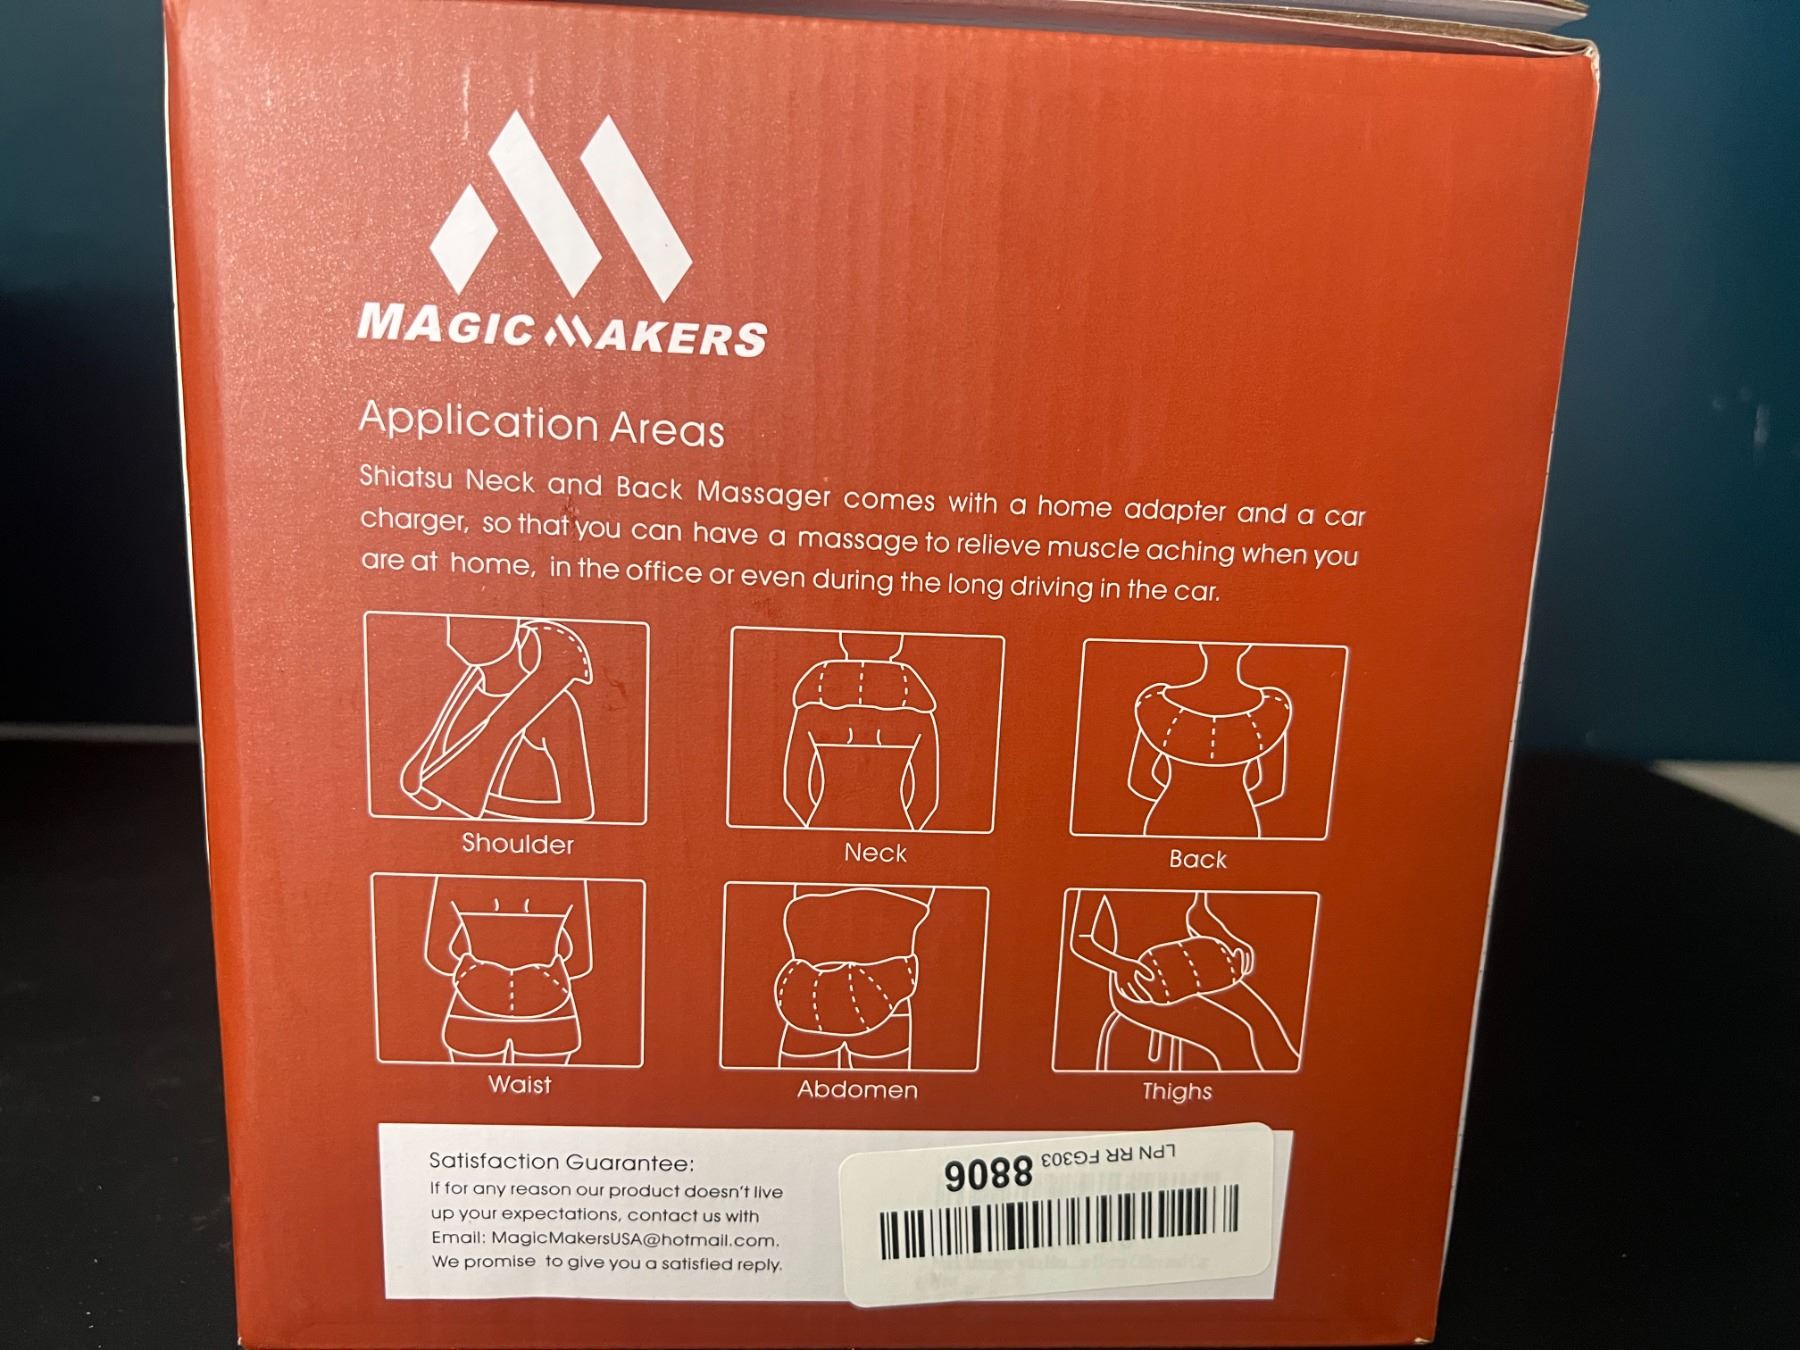 MAGIC MAKERS
Application Areas
Shiatsu Neck and Back Massager comes with a home adapter and a car
charger, so that you can have a massage to relieve muscle aching when you
are at home, in the office or even during the long driving in the car.
Shoulder
Neck
Back
Waist
Abdomen
Thighs
Satisfaction Guarantee:
If for any reason our product doesn't live
up your expectations, contact us with
Email: MagicMakersUSA@hotmail.com.
We promise to give you a satisfied reply.
LPN RR FG303 8806